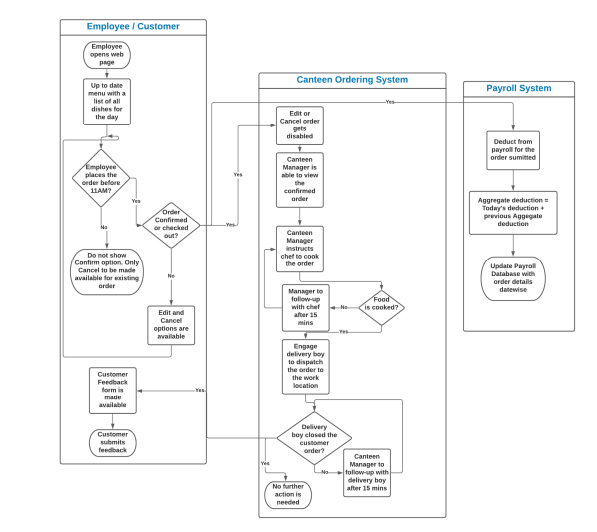 Employee / Customer
Employee
opens web
page
Up to date
menu with a
list of all
dishes for
the day
Employee
places the
order before
11AM?
Yes
No
Do not show
Confirm option. Only
Cancel to be made
available for existing
order
Order
Confirmed
or checked
out?
Yes
No
Edit and
Cancel
options are
available
Customer
Feedback
form is
made
available
Customer
submits
feedback
Canteen Ordering System
Yes
Yes
Edit or
Cancel order
gets
disabled
Canteen
Manager is
able to view
the
confirmed
order
Canteen
Manager
instructs
chef to cook
the order
Food
is cooked?
No
Manager to
follow-up with
chef after 15
mins
Yes
Engage
delivery boy
to dispatch
the order to
the work
location
Delivery
boy closed the
customer
order?
Yes
Yes
No
Canteen
Manager to
follow-up with
delivery boy
after 15 mins
No further
action is
needed
Payroll System
Deduct from
payroll for the
order sumitted
Aggregate deduction =
Today's deduction +
previous Aggegate
deduction
Update Payroll
Database with
order details
datewise